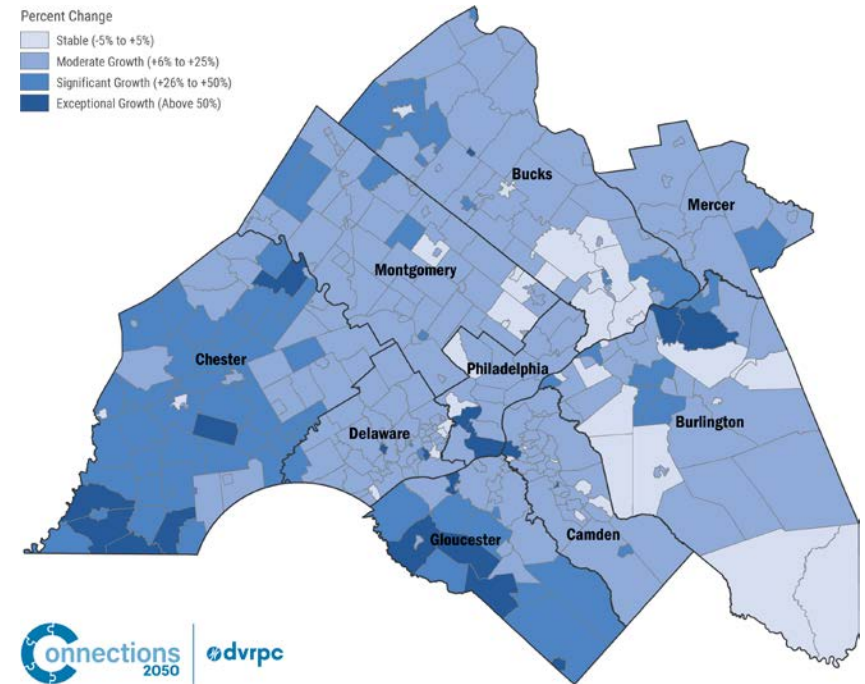 Percent Change
Stable (-5% to +5%)
Moderate Growth (+6% to +25%)
Significant Growth (+26% to +50%)
Exceptional Growth (Above 50%)
Bucks
Mercer
Montgomery
Chester
Philadelphia
Delaware
Burlington
Gloucester
Camden
Connections
2050
dvrpc